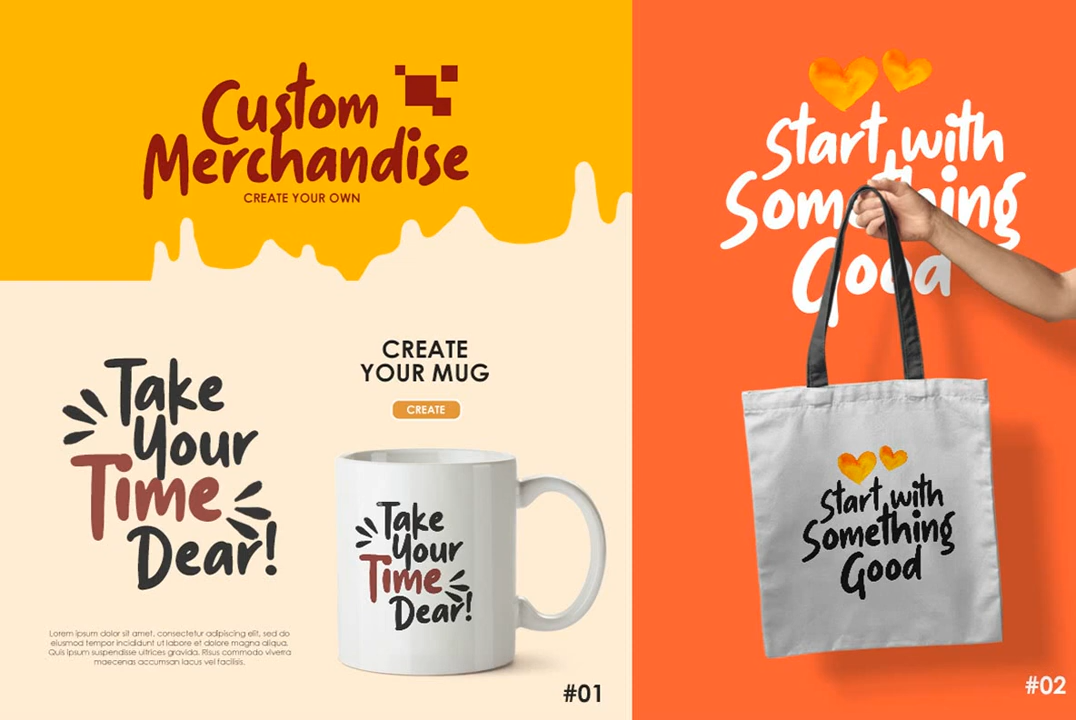 Custom
Merchandise
CREATE YOUR OWN
Take
Your
Time
Dear!
Lorem ipsum dolor sit amet, consectetur adipiscing elit, sed do
eiusmod tempor incididunt ut labore et dolore magna aliqua.
Quis ipsum suspendisse ultrices gravida. Risus commodo viverra
maecenas accumsan lacus vel facilisis.
CREATE
YOUR MUG
CREATE
Take
Your
Time
Dear!
#01
Start with
Something
Good
Start with
Something
Good
#02